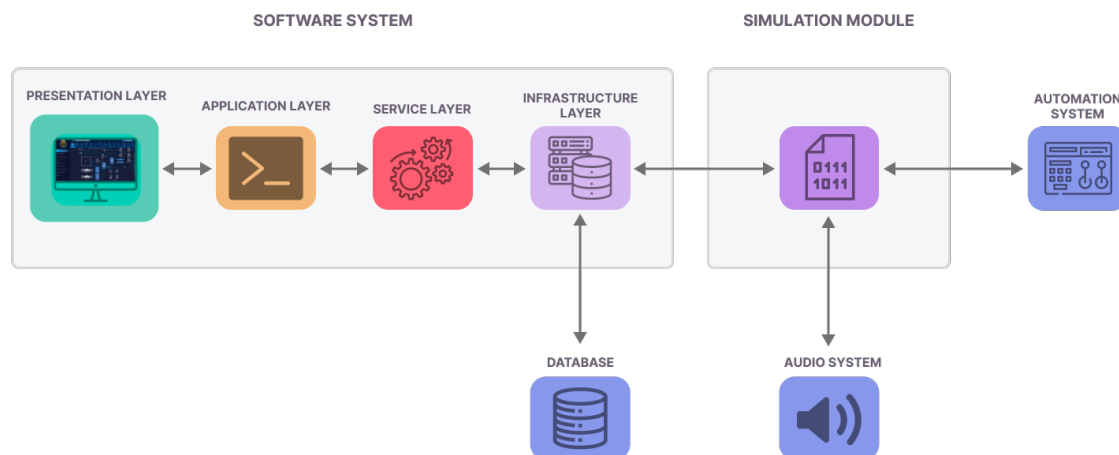 SOFTWARE SYSTEM
SIMULATION MODULE
PRESENTATION LAYER
APPLICATION LAYER
SERVICE LAYER
INFRASTRUCTURE
LAYER
AUTOMATION
SYSTEM
0111
1011
DATABASE
AUDIO SYSTEM